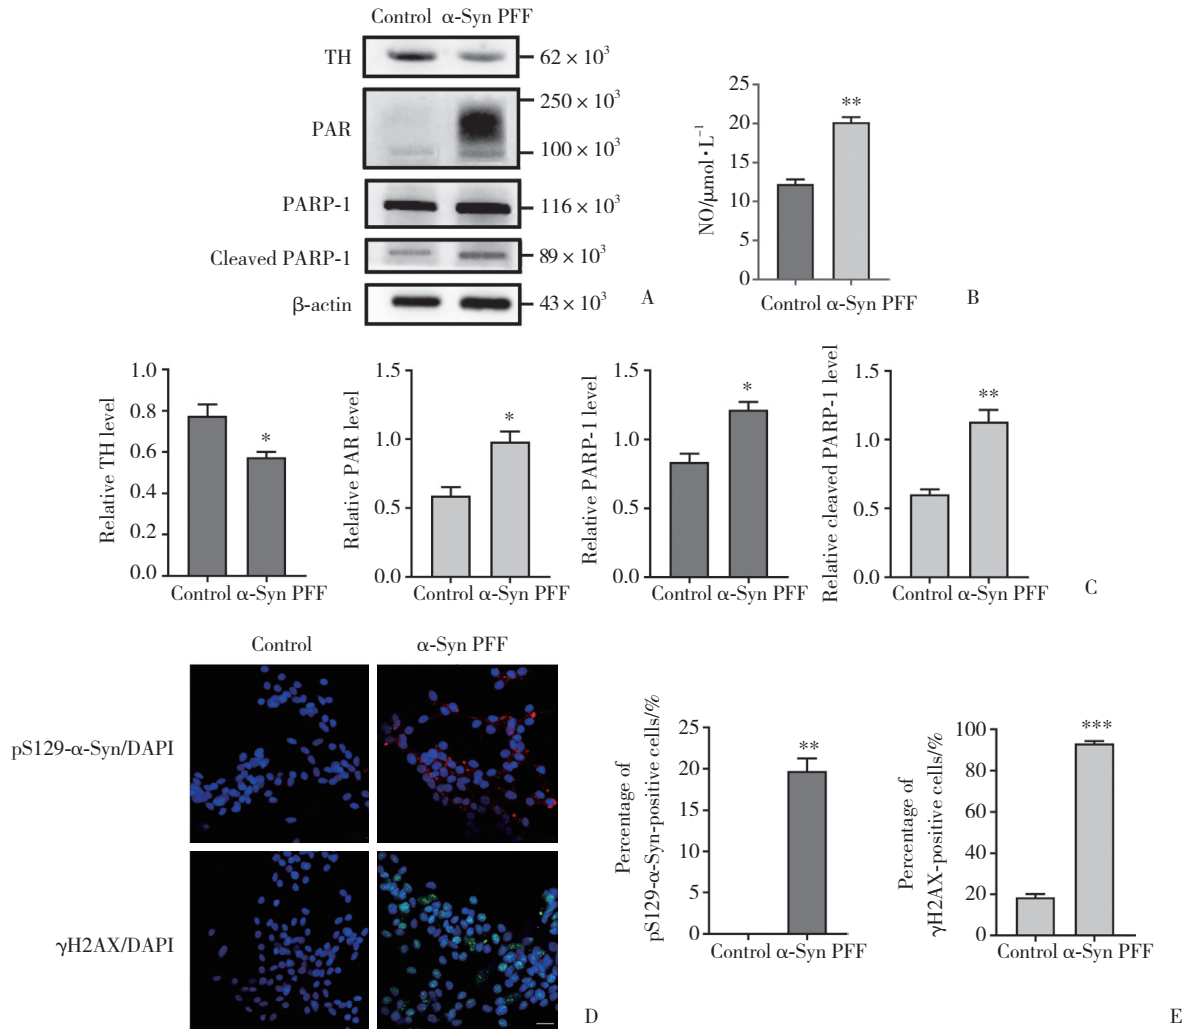 Control α-Syn PFF
TH
62 × 10³
PAR
250 × 10³
100 × 10³
PARP-1
116 × 10³
Cleaved PARP-1
89 × 10³
β-actin
43 × 10³
A
NO/μmol·L⁻¹
25
20
15
10
5
0
**
Control α-Syn PFF
B
Relative TH level
1.0
0.8
0.6
0.4
0.2
0.0
*
Control α-Syn PFF
Relative PAR level
1.5
1.0
0.5
0.0
*
Control α-Syn PFF
Relative PARP-1 level
1.5
1.0
0.5
0.0
*
Control α-Syn PFF
Relative cleaved PARP-1 level
1.5
1.0
0.5
0.0
**
Control α-Syn PFF
C
Control
α-Syn PFF
pS129-α-Syn/DAPI
γH2AX/DAPI
D
Percentage of
pS129-α-Syn-positive cells/%
25
20
15
10
5
0
**
Control α-Syn PFF
Percentage of
γH2AX-positive cells/%
100
80
60
40
20
0
***
Control α-Syn PFF
E